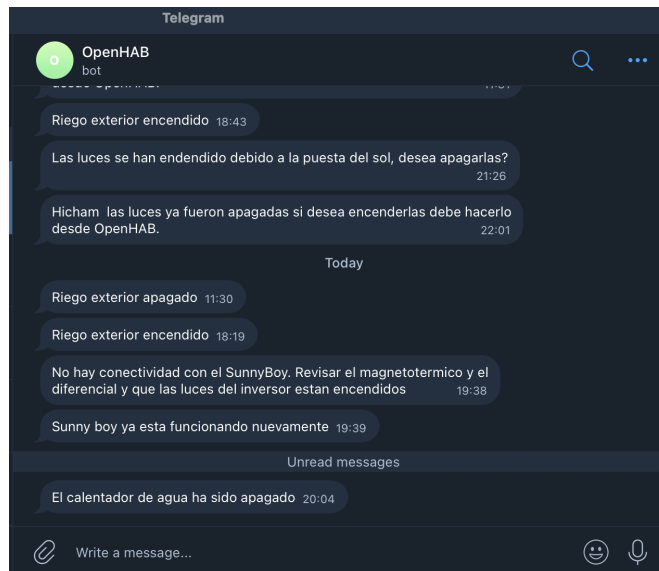 Telegram
O
OpenHAB
bot
Riego exterior encendido 18:43
Las luces se han endendido debido a la puesta del sol, desea apagarlas?
21:26
Hicham las luces ya fueron apagadas si desea encenderlas debe hacerlo
desde OpenHAB. 22:01
Today
Riego exterior apagado 11:30
Riego exterior encendido 18:19
No hay conectividad con el SunnyBoy. Revisar el magnetotermico y el
diferencial y que las luces del inversor estan encendidos 19:38
Sunny boy ya esta funcionando nuevamente 19:39
Unread messages
El calentador de agua ha sido apagado 20:04
Write a message...